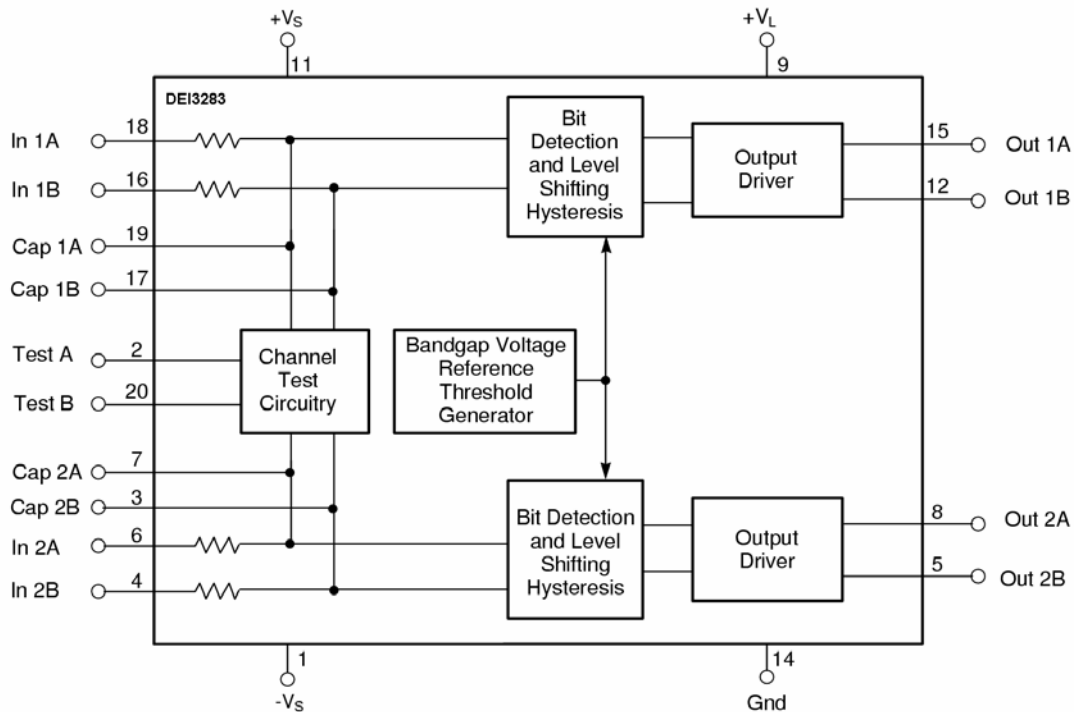 +VS
+VL
11
9
DEI3283
In 1A
18
In 1B
16
Cap 1A
19
Cap 1B
17
Test A
2
Test B
20
Cap 2A
7
Cap 2B
3
In 2A
6
In 2B
4
Bit
Detection
and Level
Shifting
Hysteresis
Output
Driver
15
Out 1A
12
Out 1B
Channel
Test
Circuitry
Bandgap Voltage
Reference
Threshold
Generator
Bit Detection
and Level
Shifting
Hysteresis
Output
Driver
8
Out 2A
5
Out 2B
1
-VS
14
Gnd